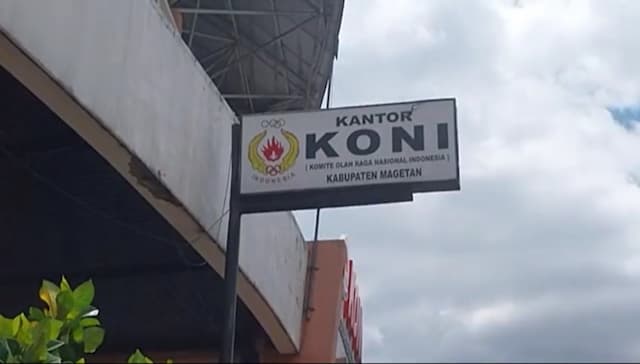 KANTOR
KONI
( KOMITE OLAH RAGA NASIONAL INDONESIA )
KABUPATEN MAGETAN
INDONESIA